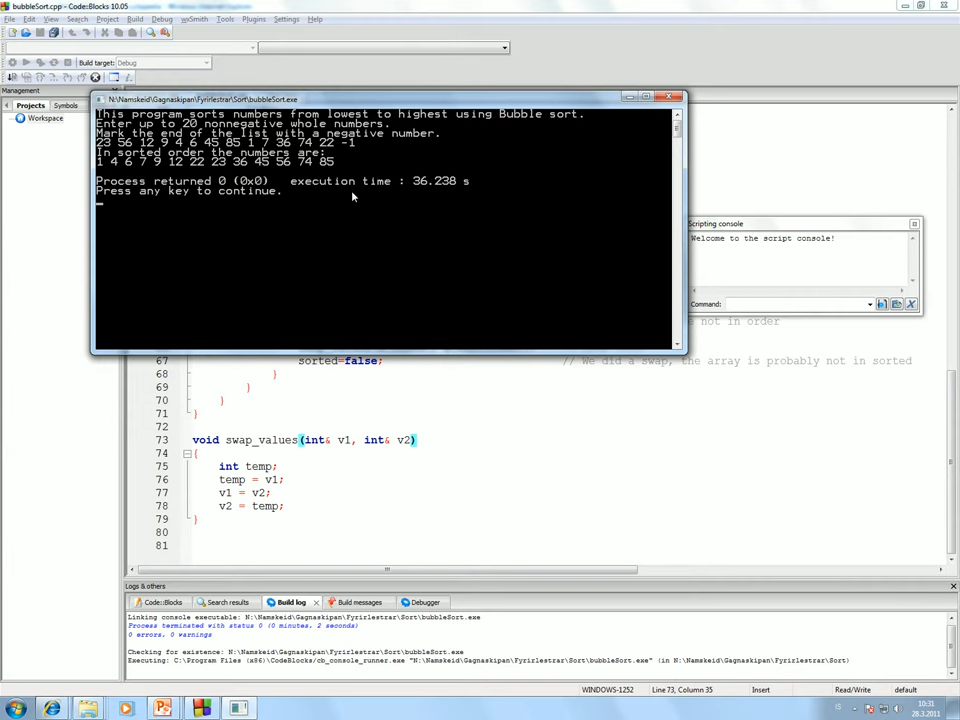 bubbleSort.cpp - Code::Blocks 10.05
File Edit View Search Project Build Debug wxSmith Tools Plugins Settings Help
Build target: Debug
Management
Projects Symbols
Workspace
N:\Namskeid\Gagnaskipan\Fyrirlestrar\Sort\bubbleSort.exe
This program sorts numbers from lowest to highest using Bubble sort.
Enter up to 20 nonnegative whole numbers.
Mark the end of the list with a negative number.
23 56 12 9 4 6 45 85 1 7 36 74 22 -1
In sorted order the numbers are:
1 4 6 7 9 12 22 23 36 45 56 74 85
Process returned 0 (0x0) execution time : 36.238 s
Press any key to continue.
Scripting console
Welcome to the script console!
Command:
not in order
67 sorted=false; // We did a swap, the array is probably not in sorted
68 }
69 }
70 }
71 }
72
73 void swap_values(int& v1, int& v2)
74 {
75 int temp;
76 temp = v1;
77 v1 = v2;
78 v2 = temp;
79 }
80
81
Logs & others
Code::Blocks Search results Build log Build messages Debugger
Linking console executable: N:\Namskeid\Gagnaskipan\Fyrirlestrar\Sort\bubbleSort.exe
Process terminated with status 0 (0 minutes, 2 seconds)
0 errors, 0 warnings
Checking for existence: N:\Namskeid\Gagnaskipan\Fyrirlestrar\Sort\bubbleSort.exe
Executing: C:\Program Files (x86)\CodeBlocks/cb_console_runner.exe "N:\Namskeid\Gagnaskipan\Fyrirlestrar\Sort\bubbleSort.exe" (in N:\Namskeid\Gagnaskipan\Fyrirlestrar\Sort)
WINDOWS-1252 Line 73, Column 35 Insert Read/Write default
IS 10:31
28.3.2011